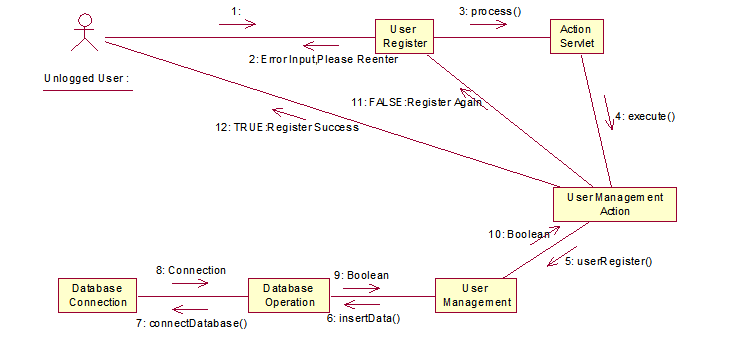 1:
User
Register
3: process()
Action
Servlet
2: Error Input,Please Reenter
Unlogged User :
11: FALSE:Register Again
4: execute()
12: TRUE:Register Success
User Management
Action
10: Boolean
5: userRegister()
8: Connection
9: Boolean
Database
Connection
Database
Operation
User
Management
7: connectDatabase()
6: insertData()